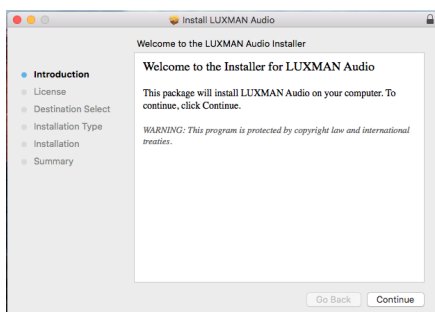 Install LUXMAN Audio
Welcome to the LUXMAN Audio Installer
Introduction
License
Destination Select
Installation Type
Installation
Summary
Welcome to the Installer for LUXMAN Audio
This package will install LUXMAN Audio on your computer. To
continue, click Continue.
WARNING: This program is protected by copyright law and international
treaties.
Go Back
Continue